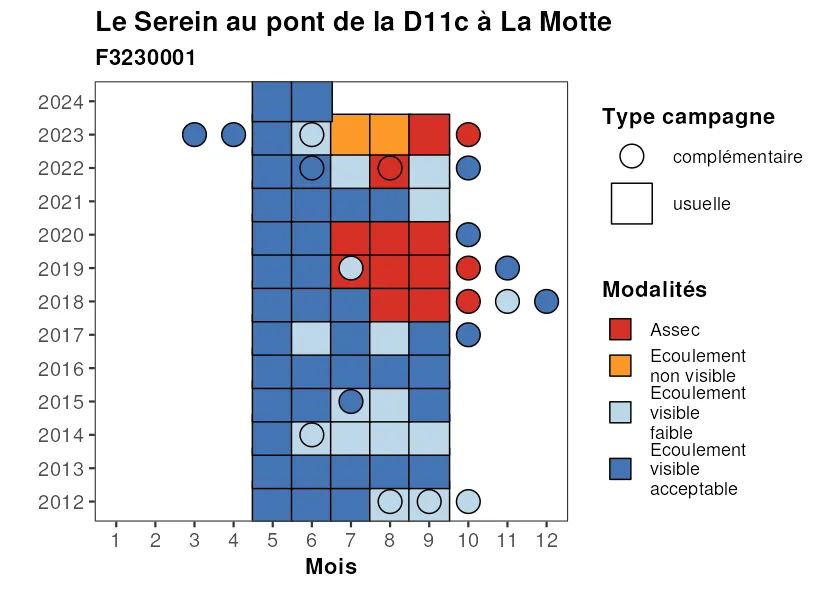 Le Serein au pont de la D11c à La Motte
F3230001
2024
2023
2022
2021
2020
2019
2018
2017
2016
2015
2014
2013
2012
1 2 3 4 5 6 7 8 9 10 11 12
Mois
Type campagne
complémentaire
usuelle
Modalités
Assec
Ecoulement
non visible
Ecoulement
visible
faible
Ecoulement
visible
acceptable